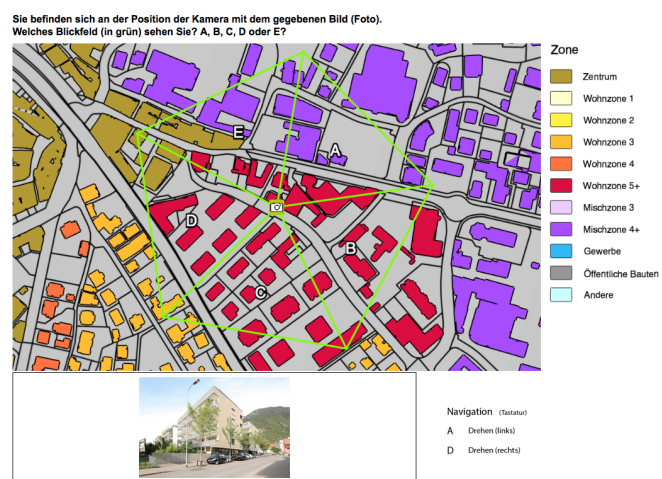 Sie befinden sich an der Position der Kamera mit dem gegebenen Bild (Foto).
Welches Blickfeld (in grün) sehen Sie? A, B, C, D oder E?
Zone
Zentrum
Wohnzone 1
Wohnzone 2
Wohnzone 3
Wohnzone 4
Wohnzone 5+
Mischzone 3
Mischzone 4+
Gewerbe
Öffentliche Bauten
Andere
E
A
D
B
C
Navigation (Tastatur)
A Drehen (links)
D Drehen (rechts)